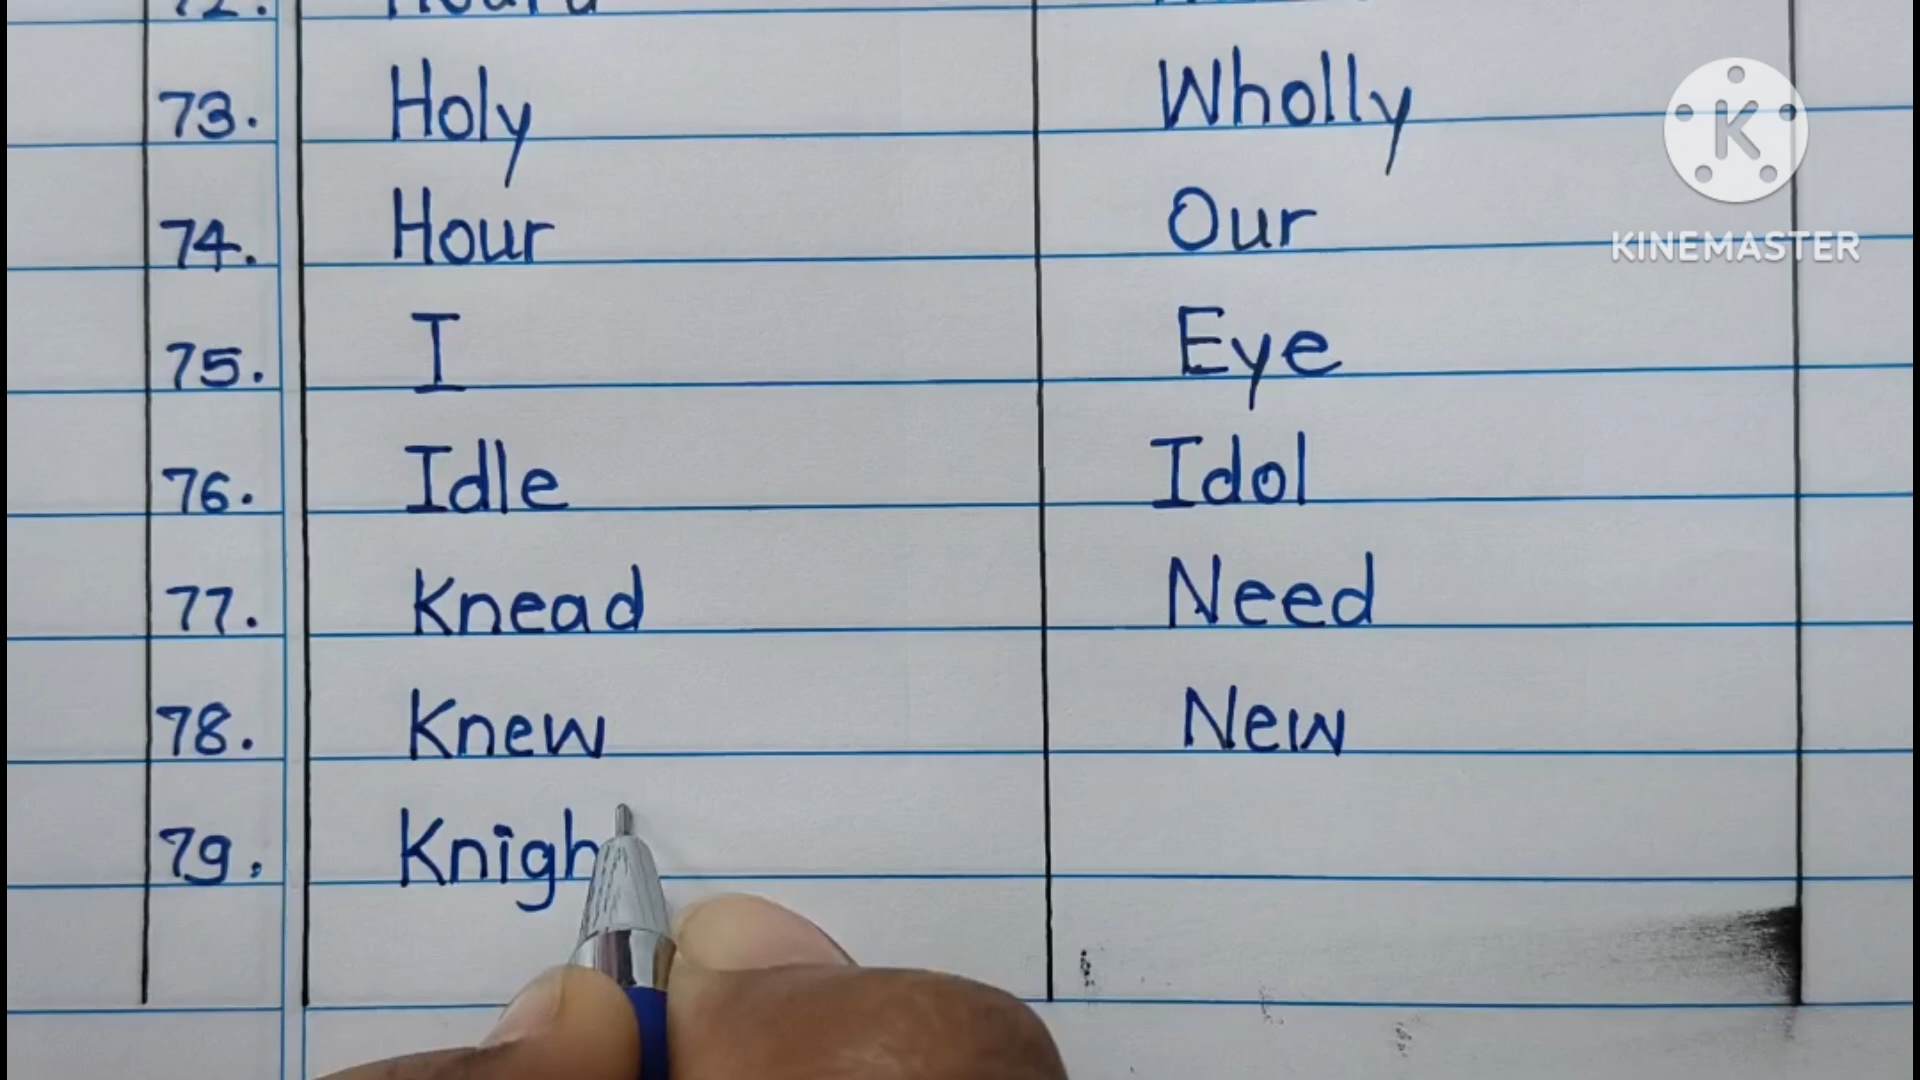 73. Holy Wholly
74. Hour Our
75. I Eye
76. Idle Idol
77. Knead Need
78. Knew New
79. Knigh
K
KINEMASTER